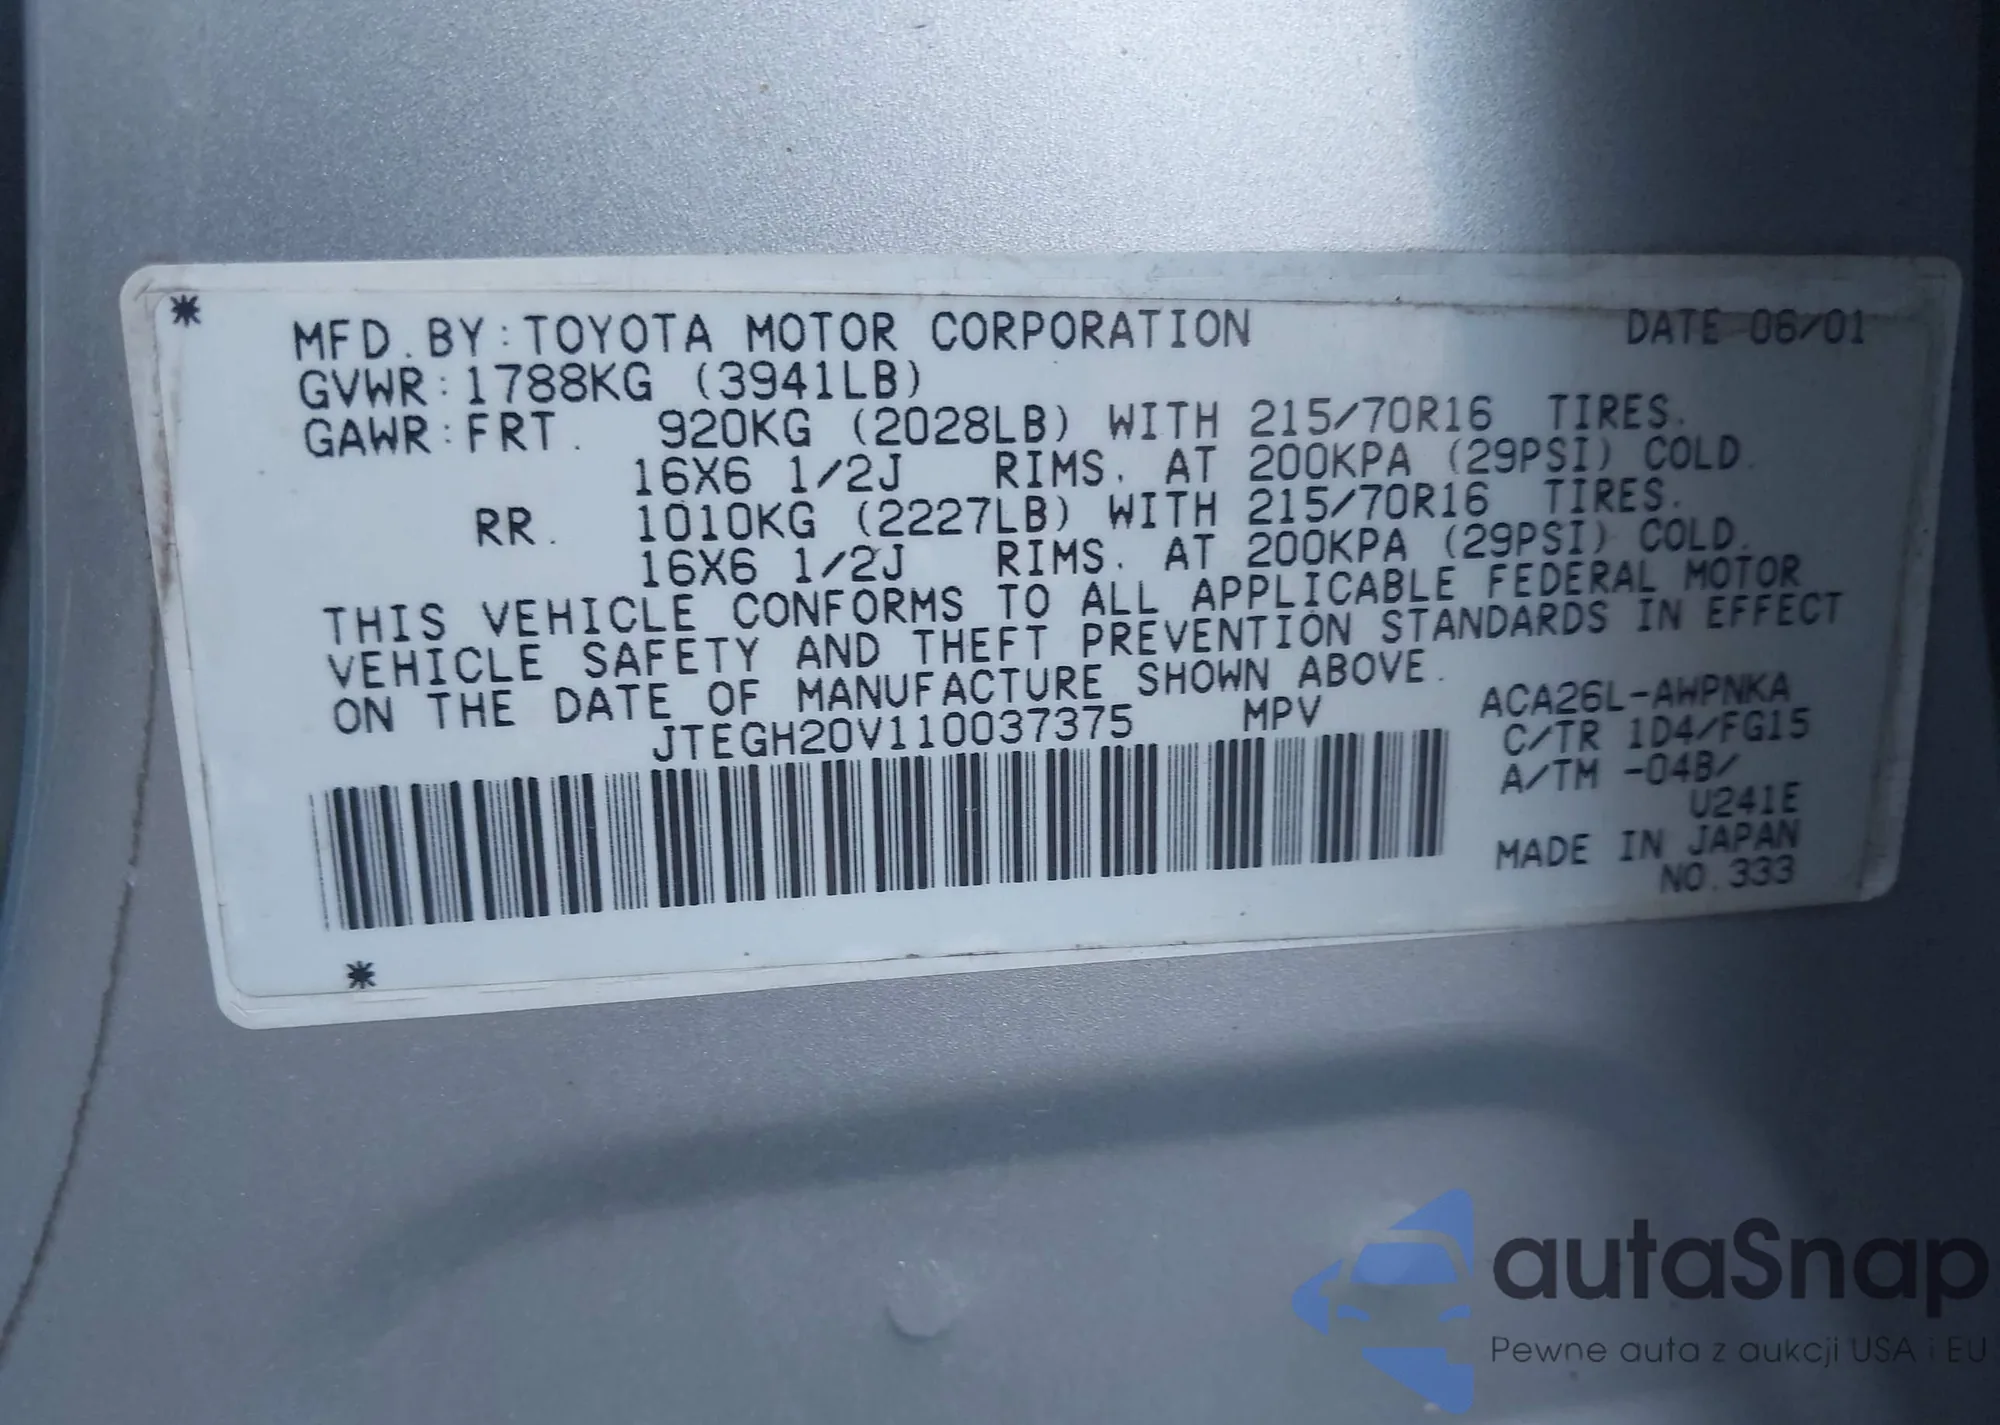 MFD. BY: TOYOTA MOTOR CORPORATION DATE 06/01
GVWR: 1788KG (3941LB)
GAWR: FRT. 920KG (2028LB) WITH 215/70R16 TIRES.
16X6 1/2J RIMS. AT 200KPA (29PSI) COLD.
RR. 1010KG (2227LB) WITH 215/70R16 TIRES.
16X6 1/2J RIMS. AT 200KPA (29PSI) COLD.
THIS VEHICLE CONFORMS TO ALL APPLICABLE FEDERAL MOTOR
VEHICLE SAFETY AND THEFT PREVENTION STANDARDS IN EFFECT
ON THE DATE OF MANUFACTURE SHOWN ABOVE.
JTEGH20V110037375 MPV ACA26L-AWPNKA
C/TR 1D4/FG15
A/TM -04B/
U241E
MADE IN JAPAN
NO.333
autaSnap
Pewne auta z aukcji USA i EU